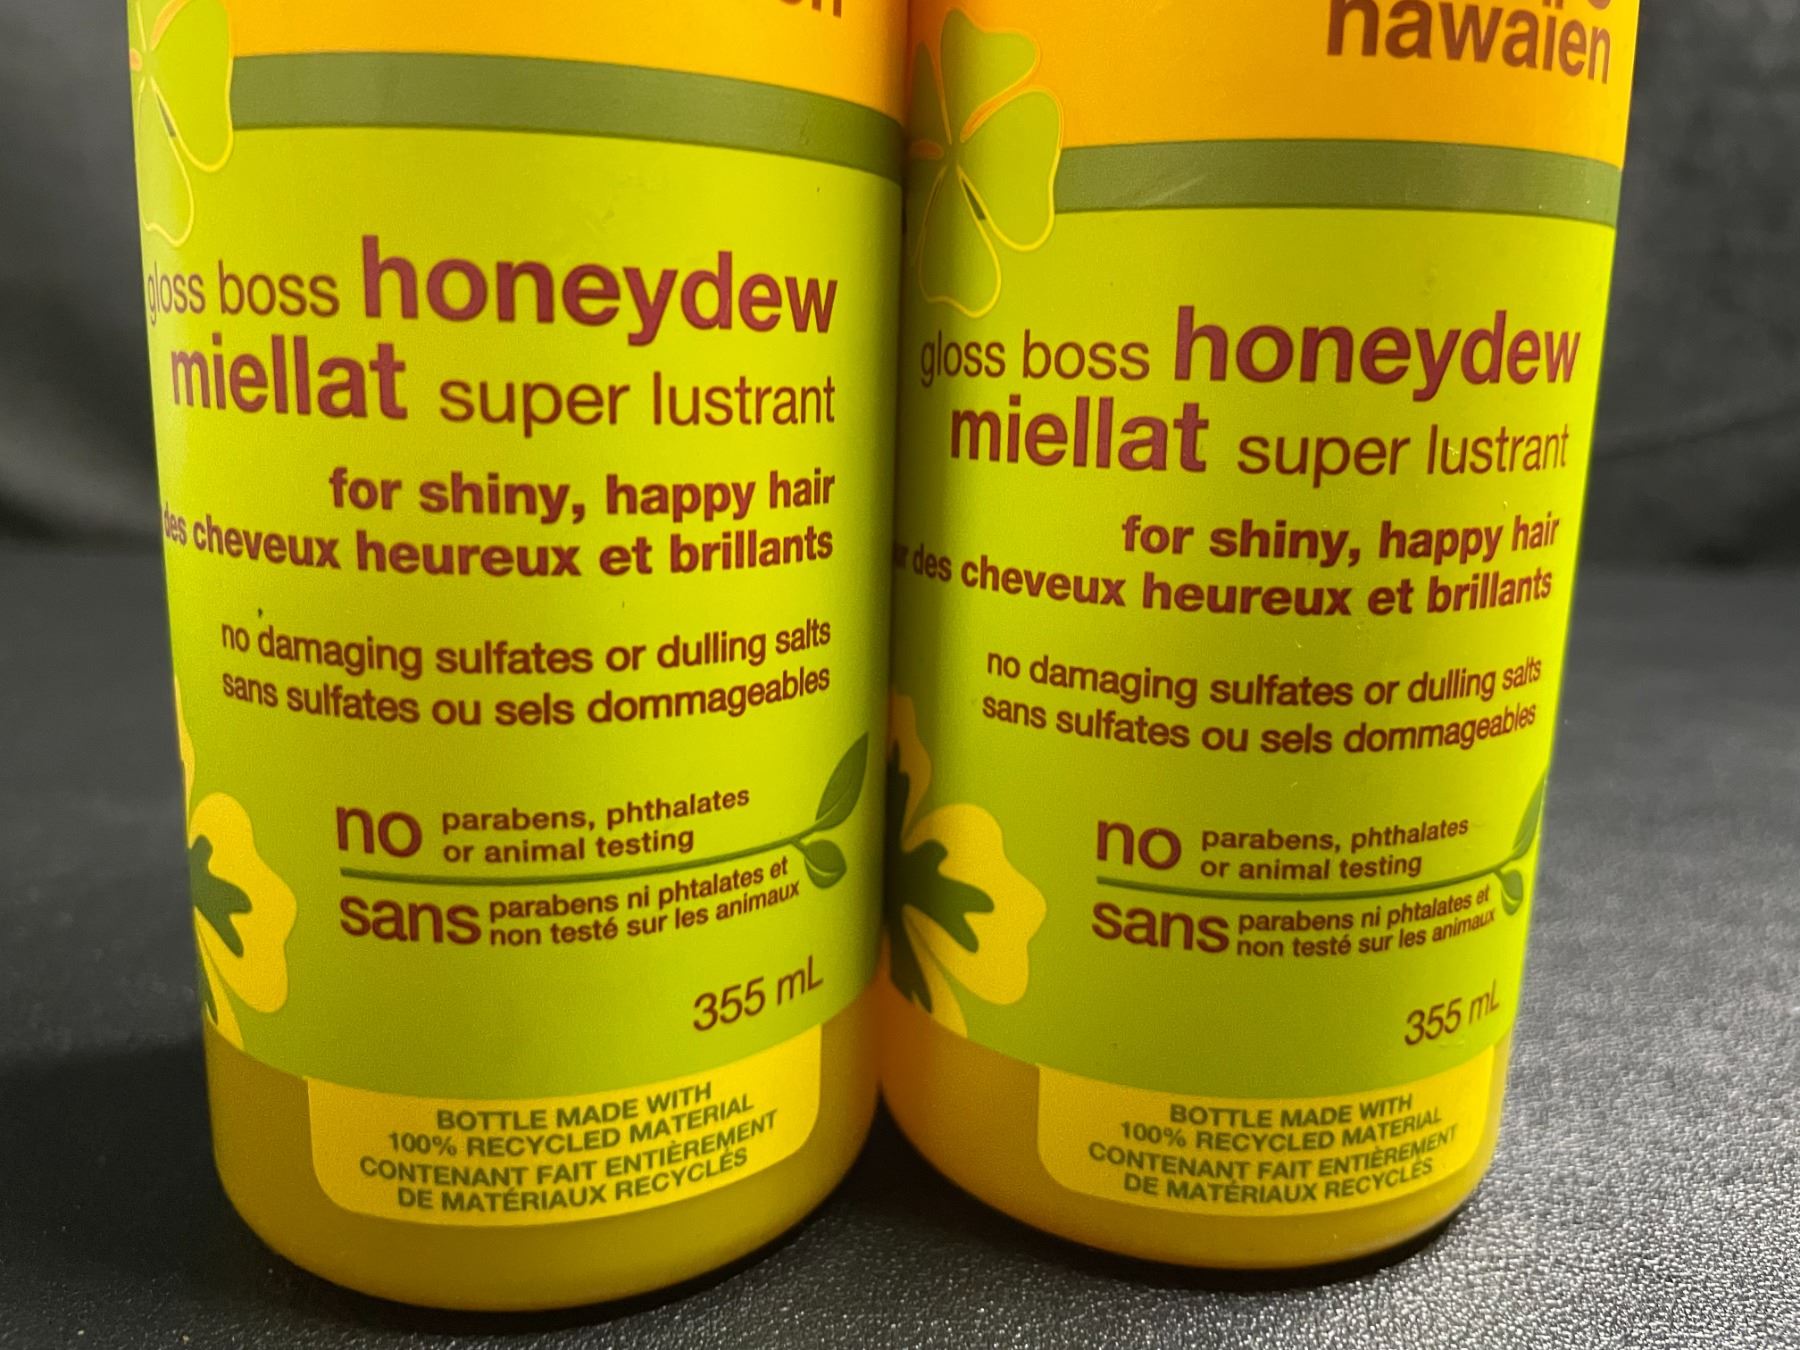 hawaïen
gloss boss honeydew
miellat super lustrant
for shiny, happy hair
des cheveux heureux et brillants
no damaging sulfates or dulling salts
sans sulfates ou sels dommageables
no parabens, phthalates
or animal testing
sans parabens ni phtalates et
non testé sur les animaux
355 mL
BOTTLE MADE WITH
100% RECYCLED MATERIAL
CONTENANT FAIT ENTIÈREMENT
DE MATÉRIAUX RECYCLÉS
gloss boss honeydew
miellat super lustrant
for shiny, happy hair
des cheveux heureux et brillants
no damaging sulfates or dulling salts
sans sulfates ou sels dommageables
no parabens, phthalates
or animal testing
sans parabens ni phtalates et
non testé sur les animaux
355 mL
BOTTLE MADE WITH
100% RECYCLED MATERIAL
CONTENANT FAIT ENTIÈREMENT
DE MATÉRIAUX RECYCLÉS